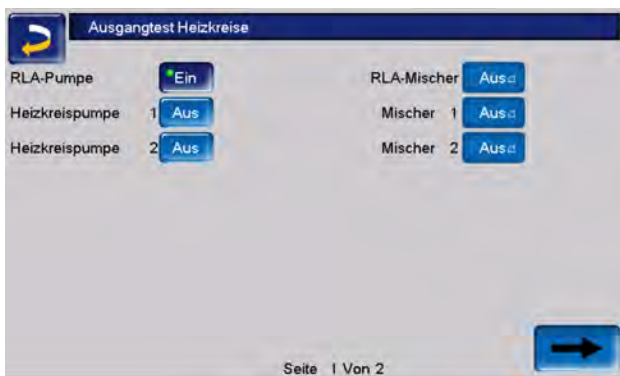 Ausgangtest Heizkreise
RLA-Pumpe Ein RLA-Mischer Aus
Heizkreispumpe 1 Aus Mischer 1 Aus
Heizkreispumpe 2 Aus Mischer 2 Aus
Seite 1 Von 2